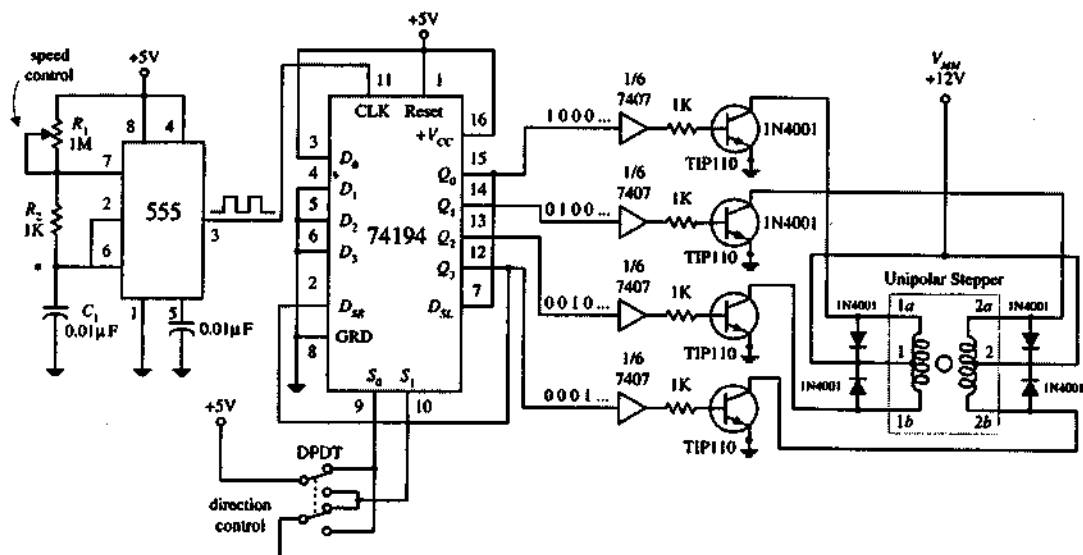 +5V
speed
control
+5V
R₁
1M
8
4
7
R₂
1K
2
555
6
3
1
5
C₁
0.01μF
0.01μF
11
1
CLK
Reset
+V_CC
16
3
D₀
15
Q₀
4
D₁
14
Q₁
5
D₂
74194
13
Q₂
6
D₃
12
Q₃
2
D_SR
D_SL
7
GRD
8
S₀
S₁
9
10
+5V
DPDT
direction
control
1/6
7407
1K
1000...
1N4001
TIP110
1/6
7407
1K
0100...
1N4001
TIP110
1/6
7407
1K
0010...
TIP110
1/6
7407
1K
0001...
TIP110
V_MM
+12V
Unipolar Stepper
1N4001
1a
2a
1N4001
1
2
1N4001
1N4001
1b
2b